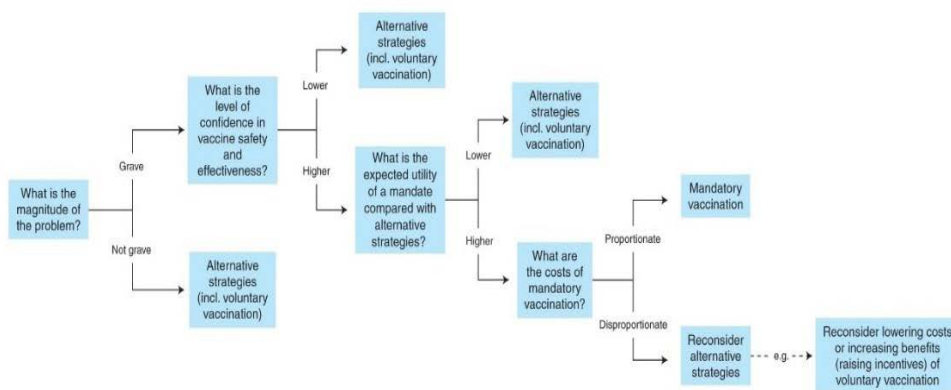 Alternative
strategies
(incl. voluntary
vaccination)
What is the
level of
confidence in
vaccine safety
and
effectiveness?
Lower
Alternative
strategies
(incl. voluntary
vaccination)
Grave
Higher
What is the
expected utility
of a mandate
compared with
alternative
strategies?
Lower
What is the
magnitude of
the problem?
Mandatory
vaccination
Not grave
Higher
Proportionate
Alternative
strategies
(incl. voluntary
vaccination)
What are
the costs of
mandatory
vaccination?
Disproportionate
Reconsider
alternative
strategies
e.g.
Reconsider lowering costs
or increasing benefits
(raising incentives) of
voluntary vaccination